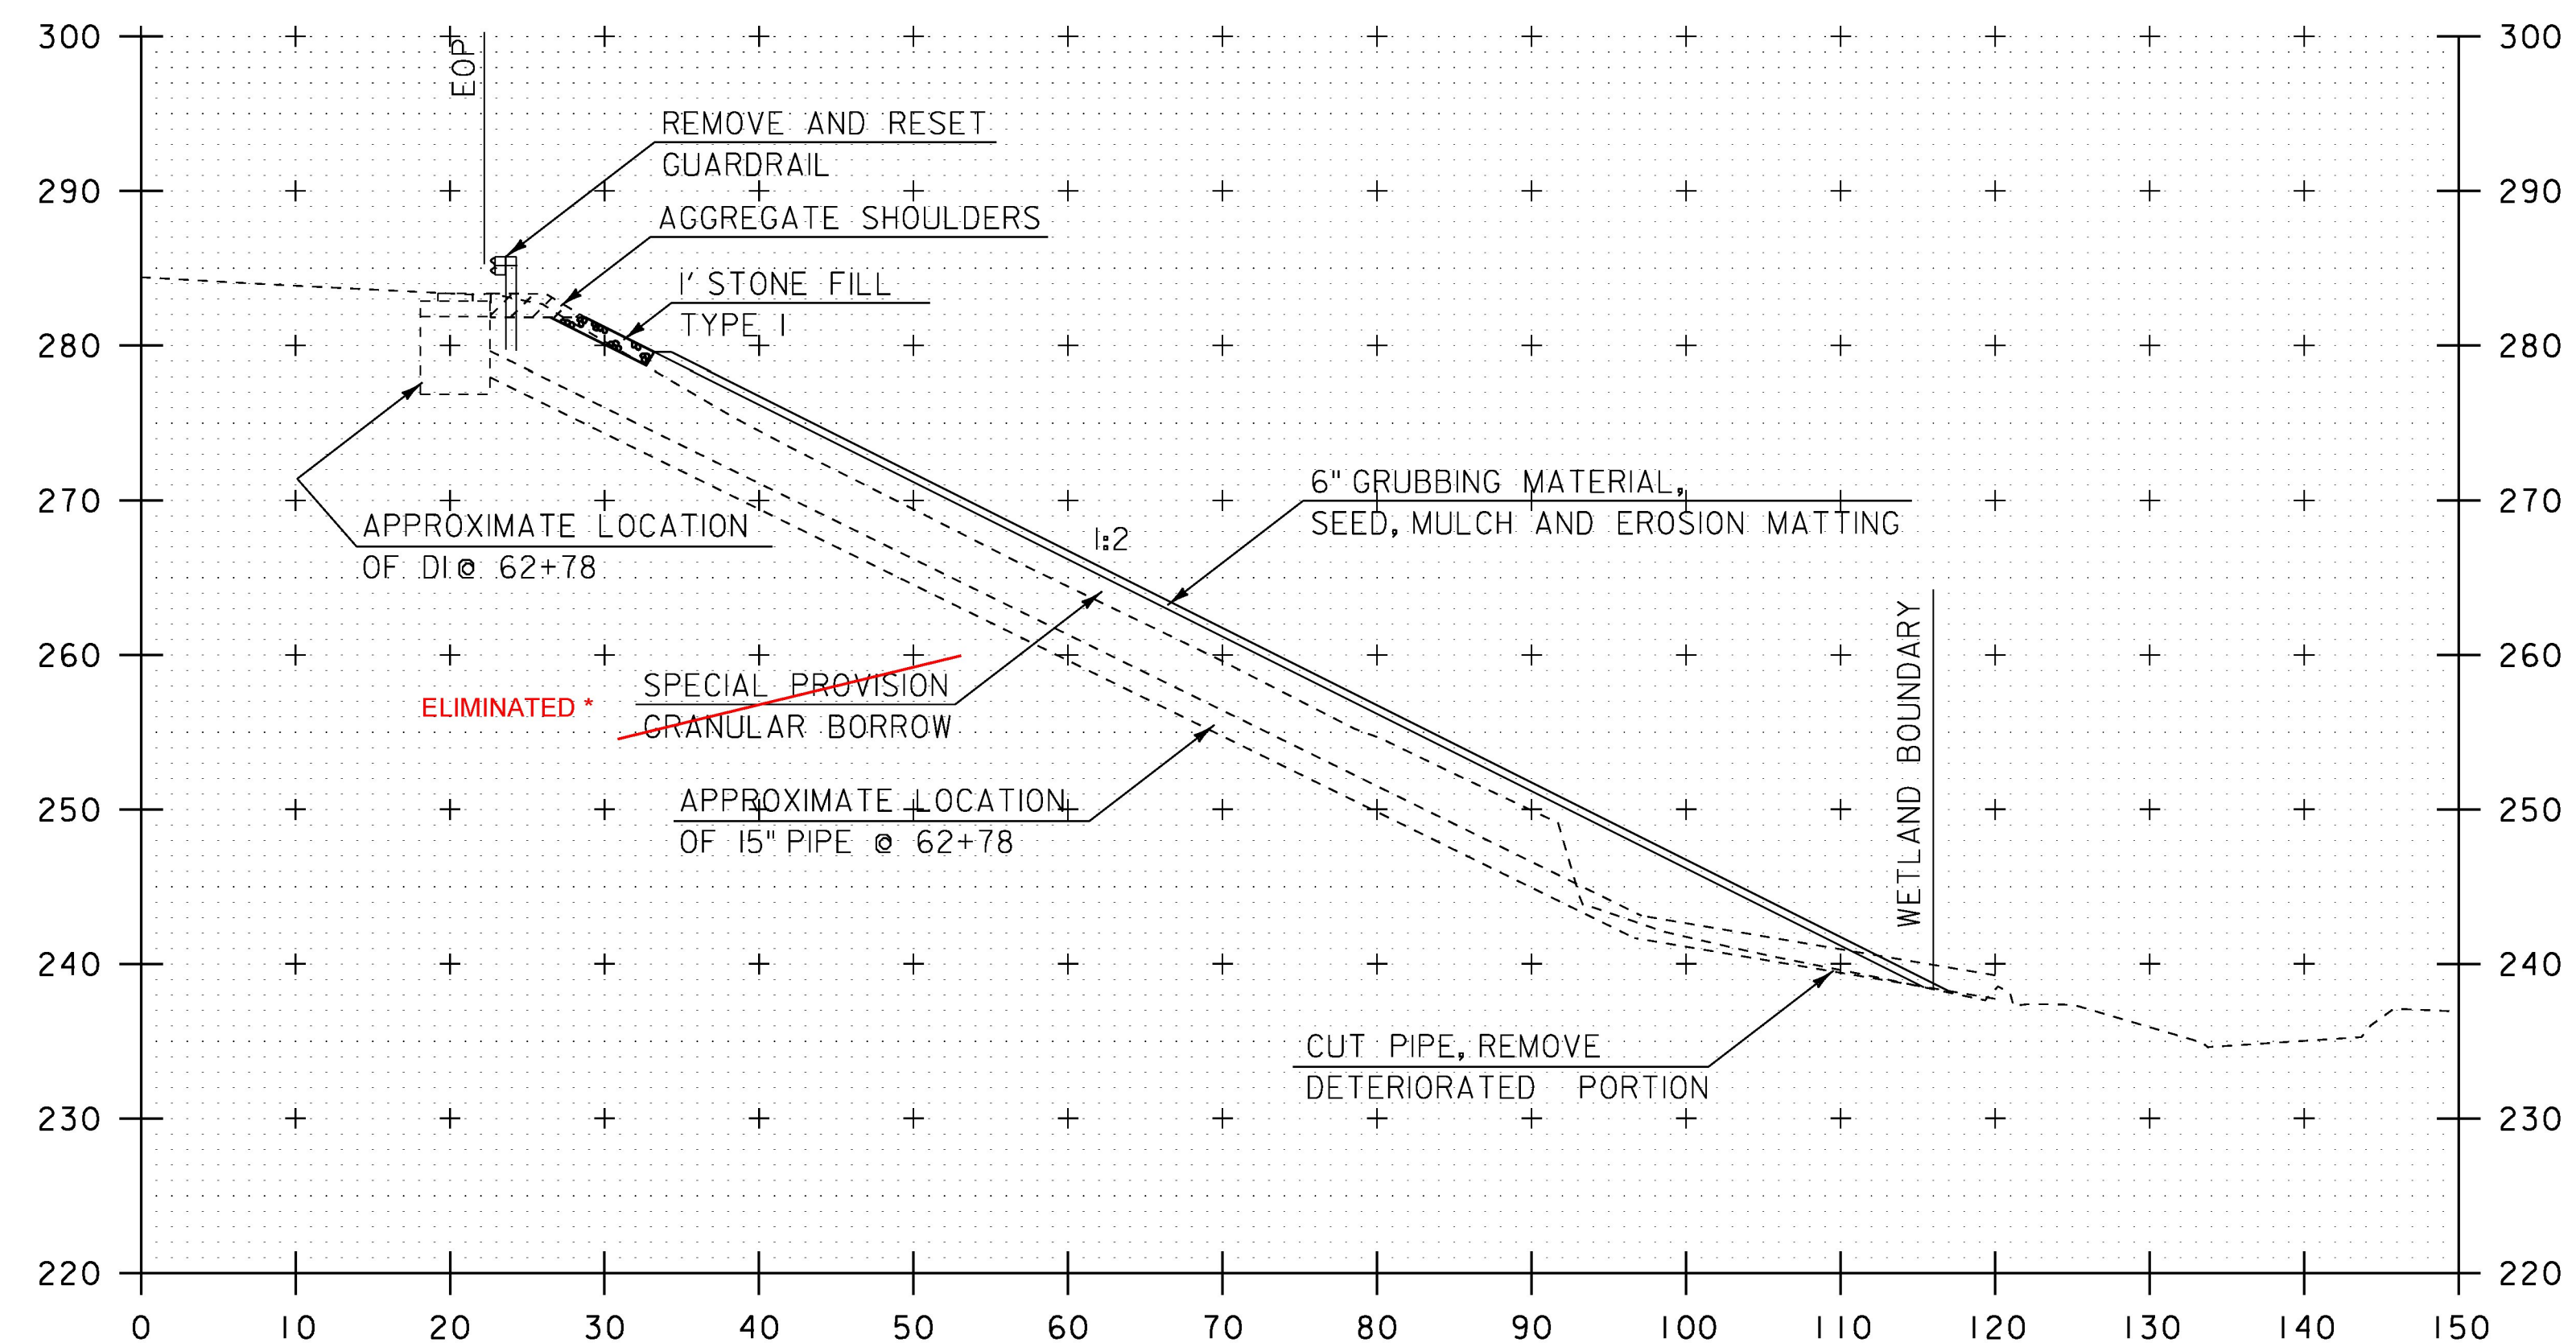 300
300
EOP
REMOVE AND RESET
GUARDRAIL
290
290
AGGREGATE SHOULDERS
1' STONE FILL
TYPE 1
280
280
6" GRUBBING MATERIAL,
SEED, MULCH AND EROSION MATTING
270
270
APPROXIMATE LOCATION
OF DI @ 62+78
1:2
WETLAND BOUNDARY
260
260
SPECIAL PROVISION
GRANULAR BORROW
ELIMINATED *
APPROXIMATE LOCATION
OF 15" PIPE @ 62+78
250
250
240
240
CUT PIPE, REMOVE
DETERIORATED PORTION
230
230
220
220
0 10 20 30 40 50 60 70 80 90 100 110 120 130 140 150